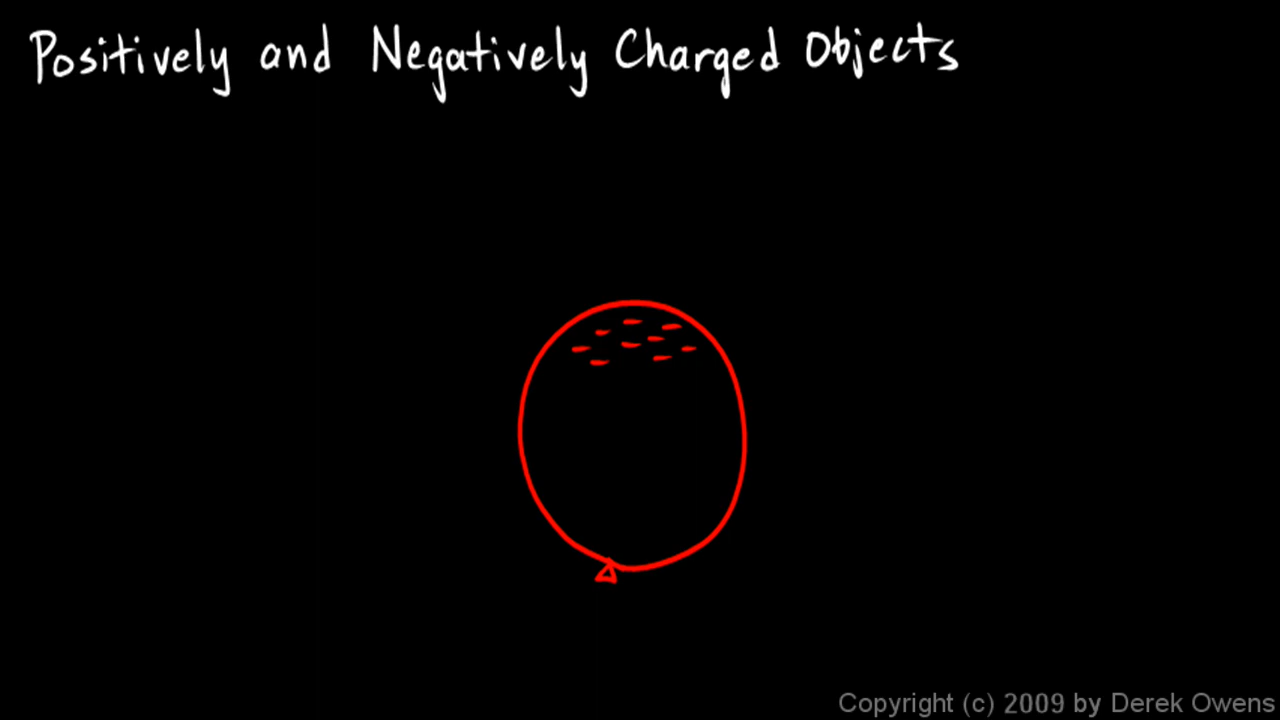 Positively and Negatively Charged Objects
Copyright (c) 2009 by Derek Owens